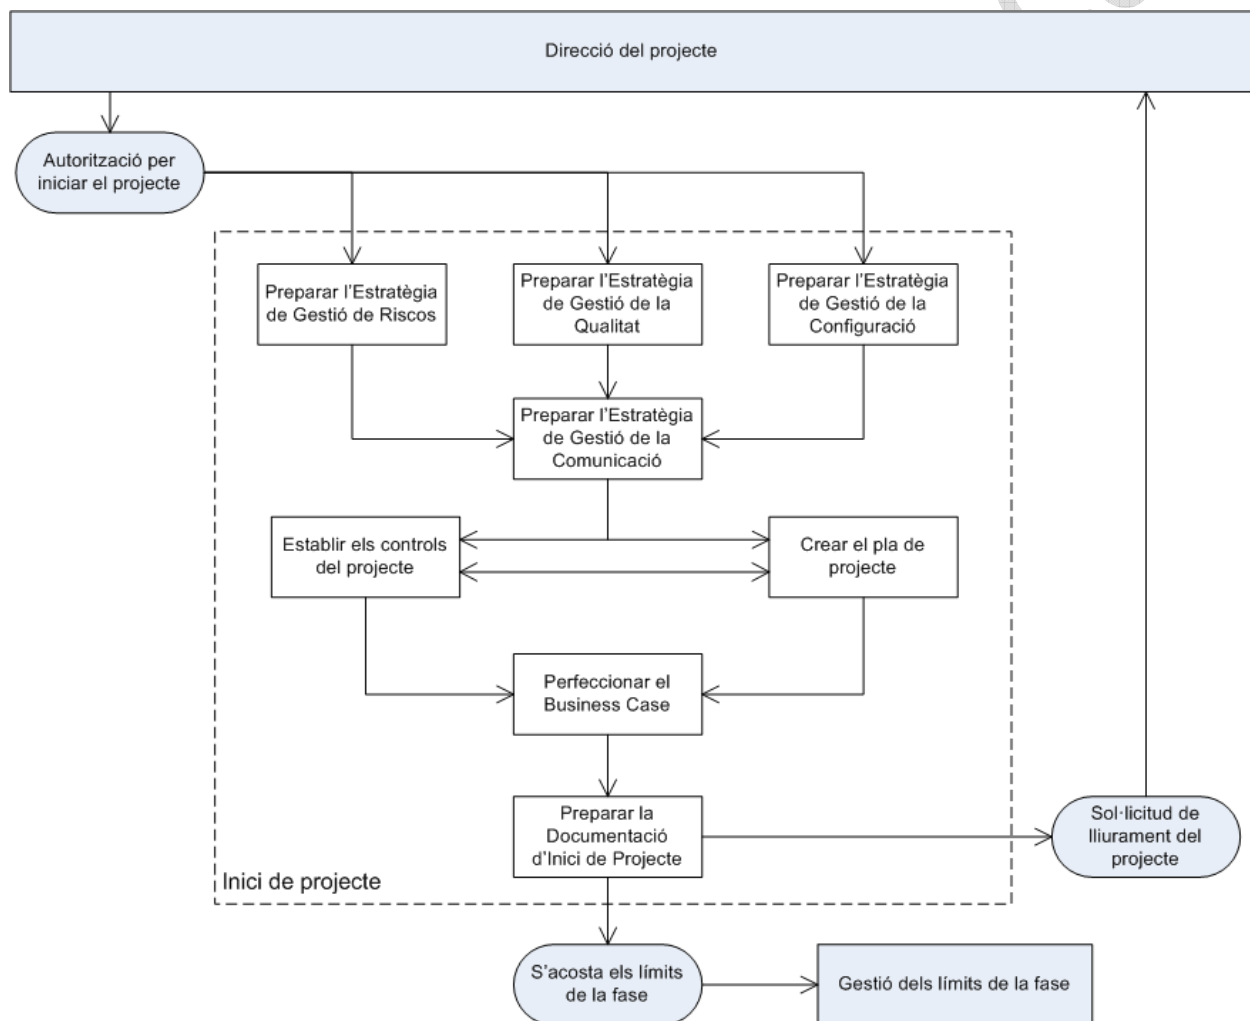 Direcció del projecte
Autorització per
iniciar el projecte
Preparar l'Estratègia
de Gestió de Riscos
Preparar l'Estratègia
de Gestió de la
Qualitat
Preparar l'Estratègia
de Gestió de la
Configuració
Preparar l'Estratègia
de Gestió de la
Comunicació
Establir els controls
del projecte
Crear el pla de
projecte
Perfeccionar el
Business Case
Preparar la
Documentació
d'Inici de Projecte
Sol·licitud de
lliurament del
projecte
Inici de projecte
S'acosta els límits
de la fase
Gestió dels límits de la fase